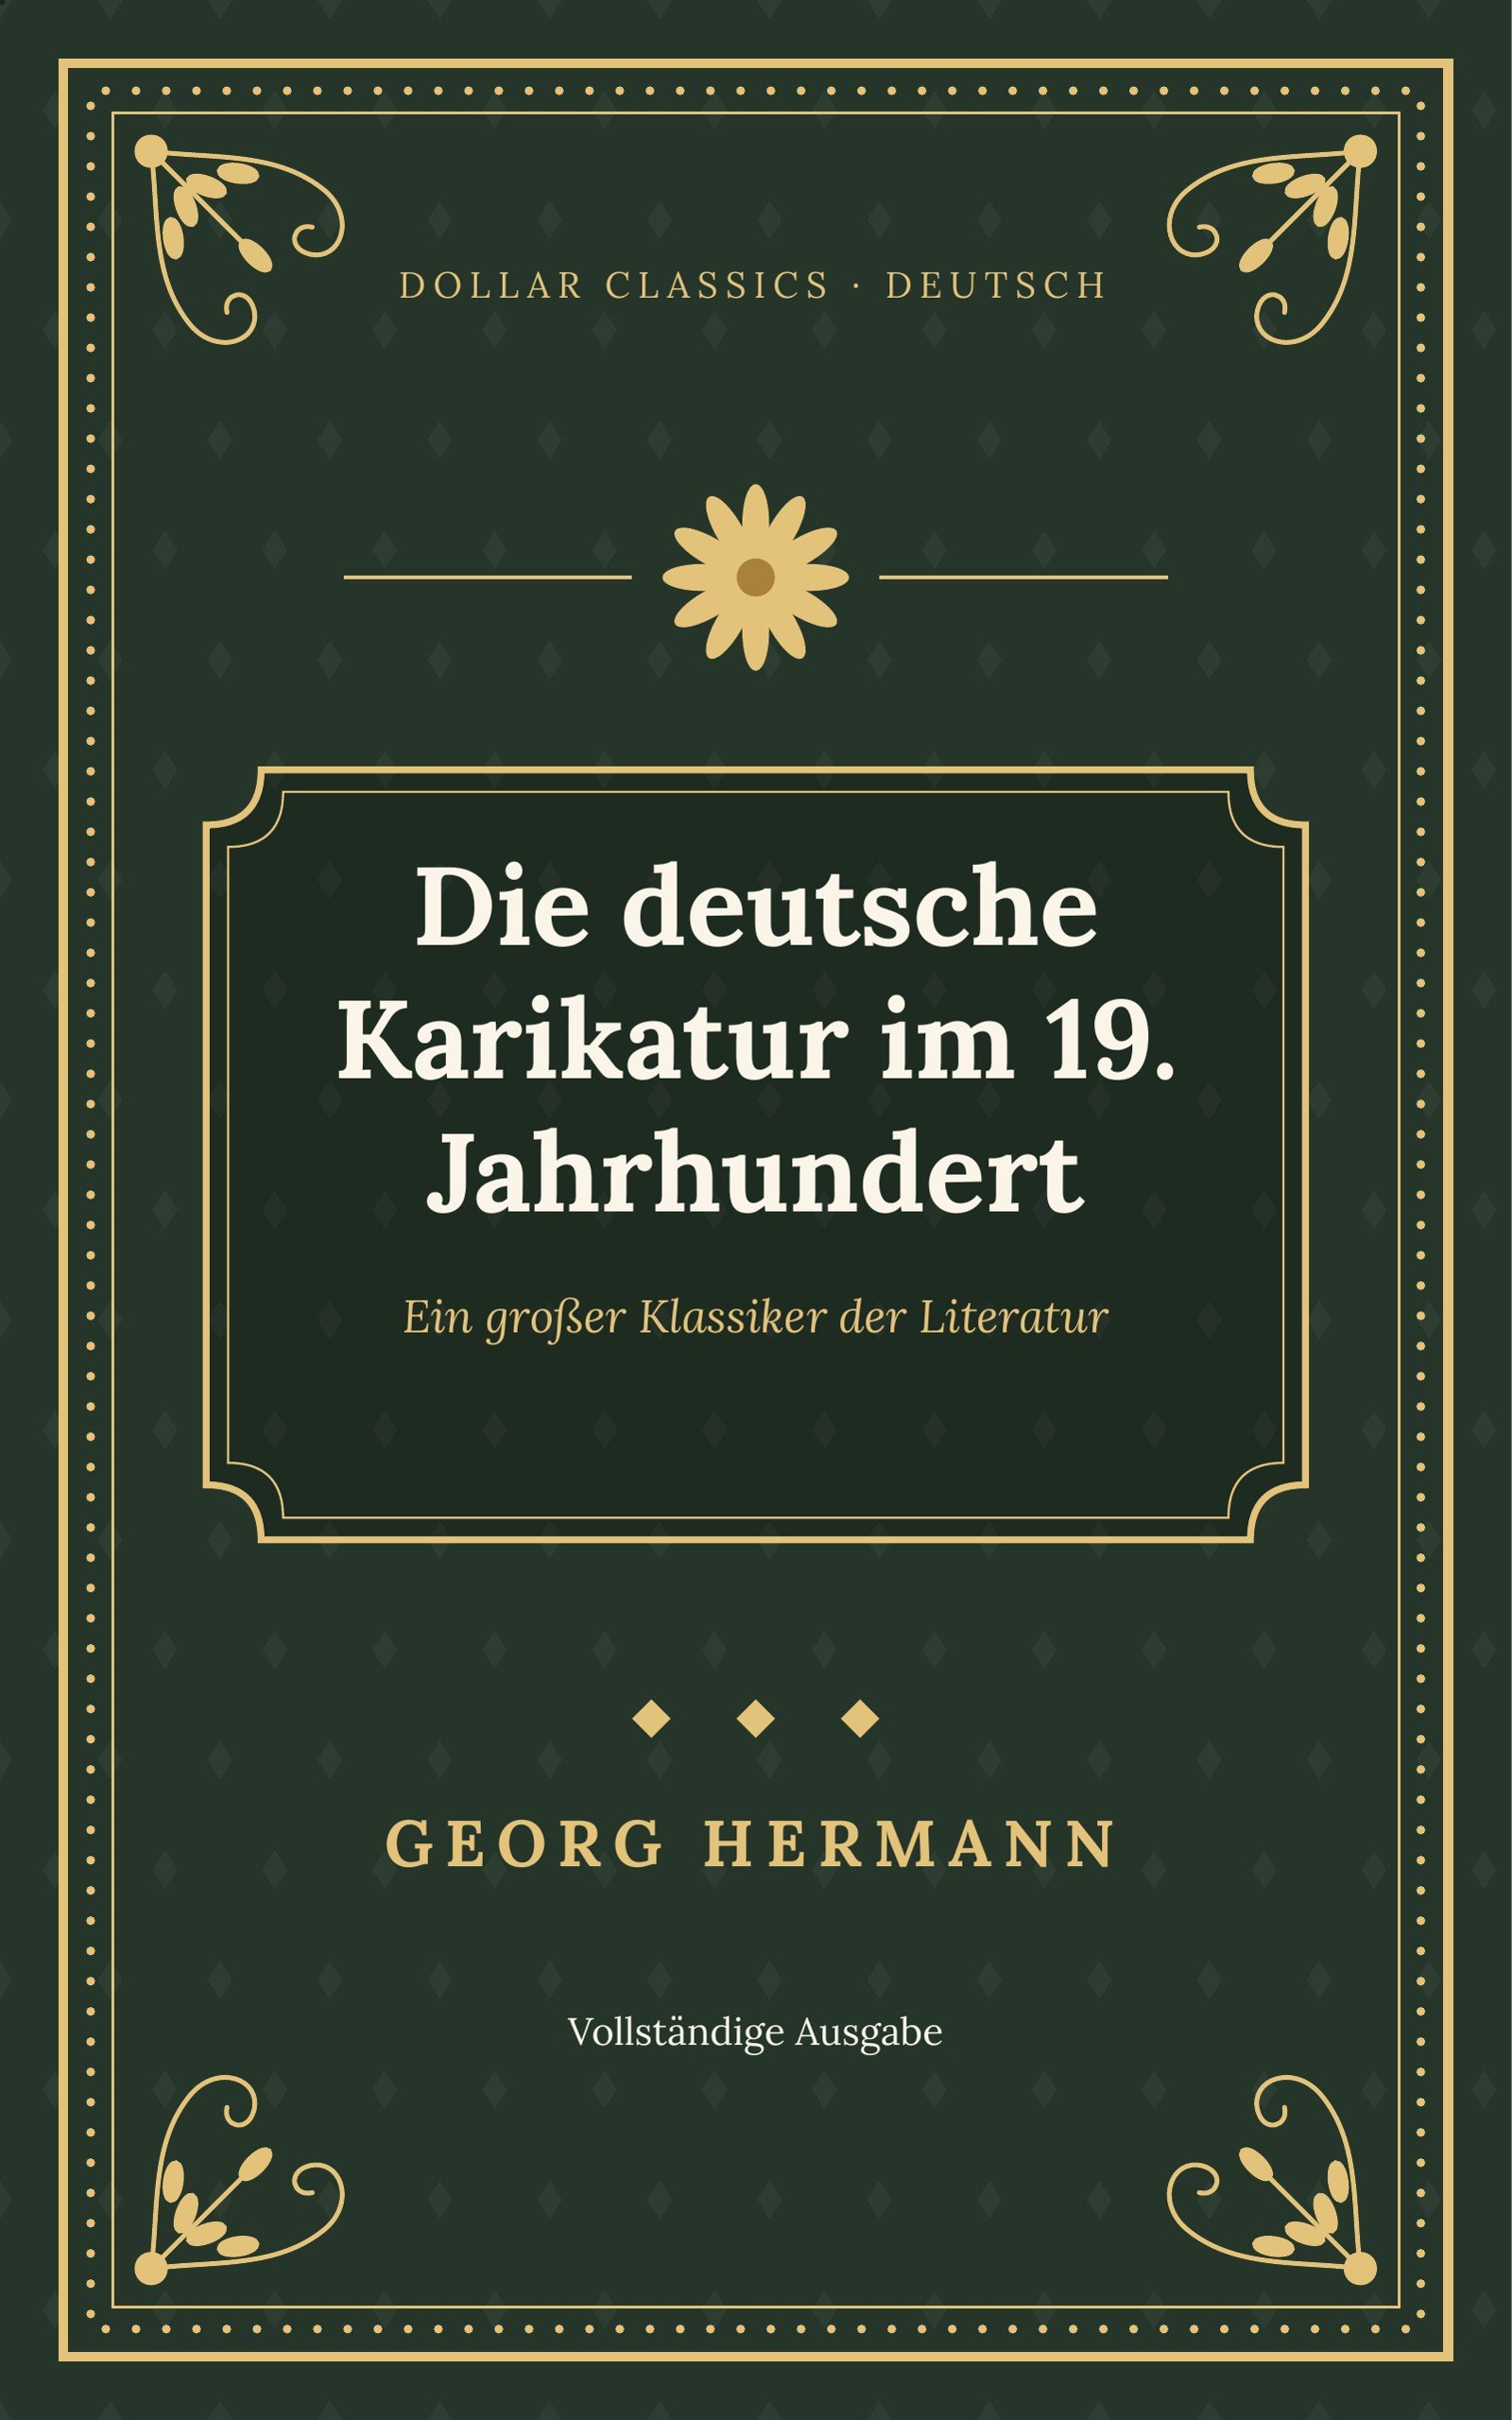 DOLLAR CLASSICS · DEUTSCH
Die deutsche
Karikatur im 19.
Jahrhundert
Ein großer Klassiker der Literatur
GEORG HERMANN
Vollständige Ausgabe